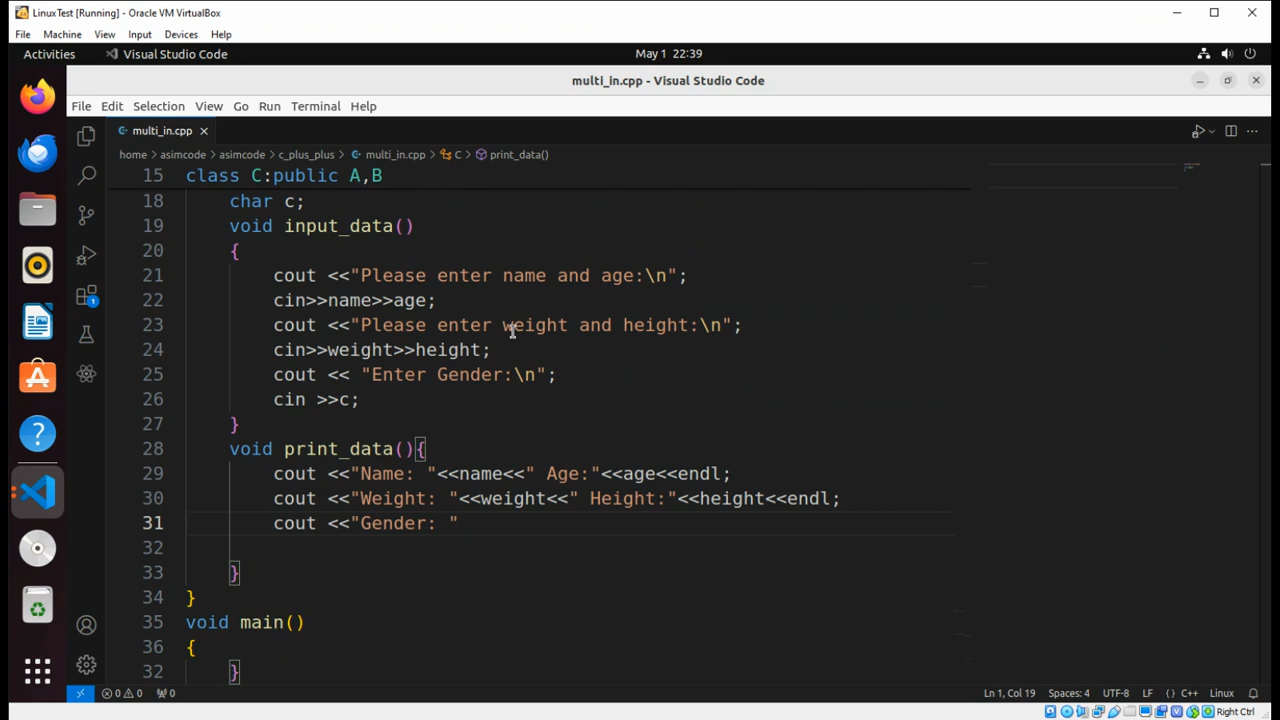 LinuxTest [Running] - Oracle VM VirtualBox
File Machine View Input Devices Help
Activities Visual Studio Code May 1 22:39
multi_in.cpp - Visual Studio Code
File Edit Selection View Go Run Terminal Help
multi_in.cpp
home > asimcode > asimcode > c_plus_plus > multi_in.cpp > C > print_data()
15 class C:public A,B
18 char c;
19 void input_data()
20 {
21 cout <<"Please enter name and age:\n";
22 cin>>name>>age;
23 cout <<"Please enter weight and height:\n";
24 cin>>weight>>height;
25 cout << "Enter Gender:\n";
26 cin >>c;
27 }
28 void print_data(){
29 cout <<"Name: "<<name<<" Age:"<<age<<endl;
30 cout <<"Weight: "<<weight<<" Height:"<<height<<endl;
31 cout <<"Gender: "
32
33 }
34 }
35 void main()
36 {
32 }
0 0 0 Ln 1, Col 19 Spaces: 4 UTF-8 LF {} C++ Linux
Right Ctrl